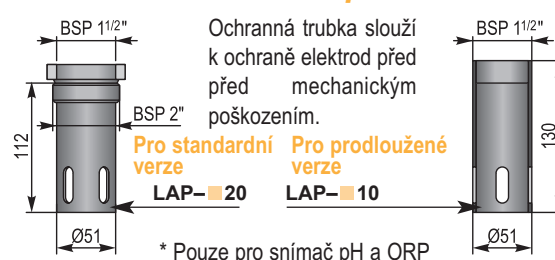 BSP 1 1/2"
Ochranná trubka slouží
k ochraně elektrod před
před mechanickým
poškozením.
BSP 1 1/2"
112
BSP 2"
130
Pro standardní
verze
Pro prodloužené
verze
LAP–■20
LAP–■10
Ø51
Ø51
* Pouze pro snímač pH a ORP